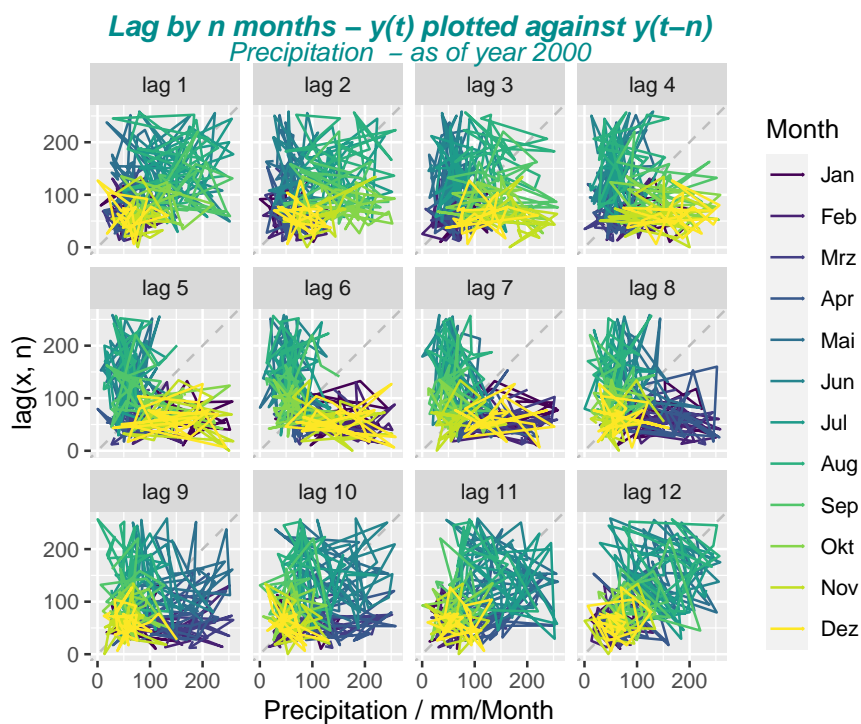 Lag by n months – y(t) plotted against y(t–n)
Precipitation – as of year 2000
lag 1 lag 2 lag 3 lag 4
200
100
0
lag 5 lag 6 lag 7 lag 8
200
100
0
lag 9 lag 10 lag 11 lag 12
200
100
0
0 100 200 0 100 200 0 100 200 0 100 200
Precipitation / mm/Month
lag(x, n)
Month
Jan
Feb
Mrz
Apr
Mai
Jun
Jul
Aug
Sep
Okt
Nov
Dez